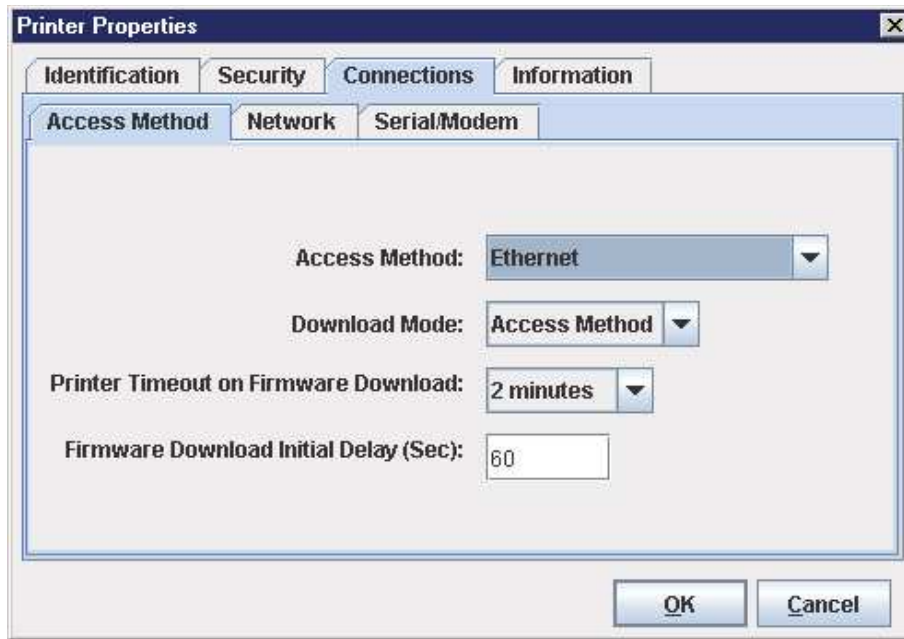 Printer Properties
Identification Security Connections Information
Access Method Network Serial/Modem
Access Method: Ethernet
Download Mode: Access Method
Printer Timeout on Firmware Download: 2 minutes
Firmware Download Initial Delay (Sec): 60
OK Cancel